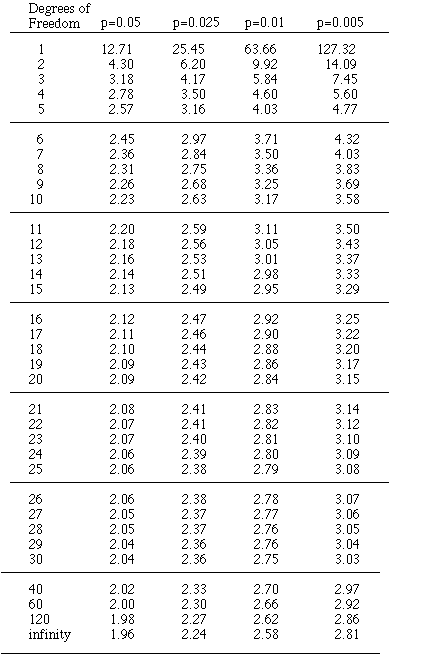 Degrees of
Freedom p=0.05 p=0.025 p=0.01 p=0.005
1 12.71 25.45 63.66 127.32
2 4.30 6.20 9.92 14.09
3 3.18 4.17 5.84 7.45
4 2.78 3.50 4.60 5.60
5 2.57 3.16 4.03 4.77
6 2.45 2.97 3.71 4.32
7 2.36 2.84 3.50 4.03
8 2.31 2.75 3.36 3.83
9 2.26 2.68 3.25 3.69
10 2.23 2.63 3.17 3.58
11 2.20 2.59 3.11 3.50
12 2.18 2.56 3.05 3.43
13 2.16 2.53 3.01 3.37
14 2.14 2.51 2.98 3.33
15 2.13 2.49 2.95 3.29
16 2.12 2.47 2.92 3.25
17 2.11 2.46 2.90 3.22
18 2.10 2.44 2.88 3.20
19 2.09 2.43 2.86 3.17
20 2.09 2.42 2.84 3.15
21 2.08 2.41 2.83 3.14
22 2.07 2.41 2.82 3.12
23 2.07 2.40 2.81 3.10
24 2.06 2.39 2.80 3.09
25 2.06 2.38 2.79 3.08
26 2.06 2.38 2.78 3.07
27 2.05 2.37 2.77 3.06
28 2.05 2.37 2.76 3.05
29 2.04 2.36 2.76 3.04
30 2.04 2.36 2.75 3.03
40 2.02 2.33 2.70 2.97
60 2.00 2.30 2.66 2.92
120 1.98 2.27 2.62 2.86
infinity 1.96 2.24 2.58 2.81